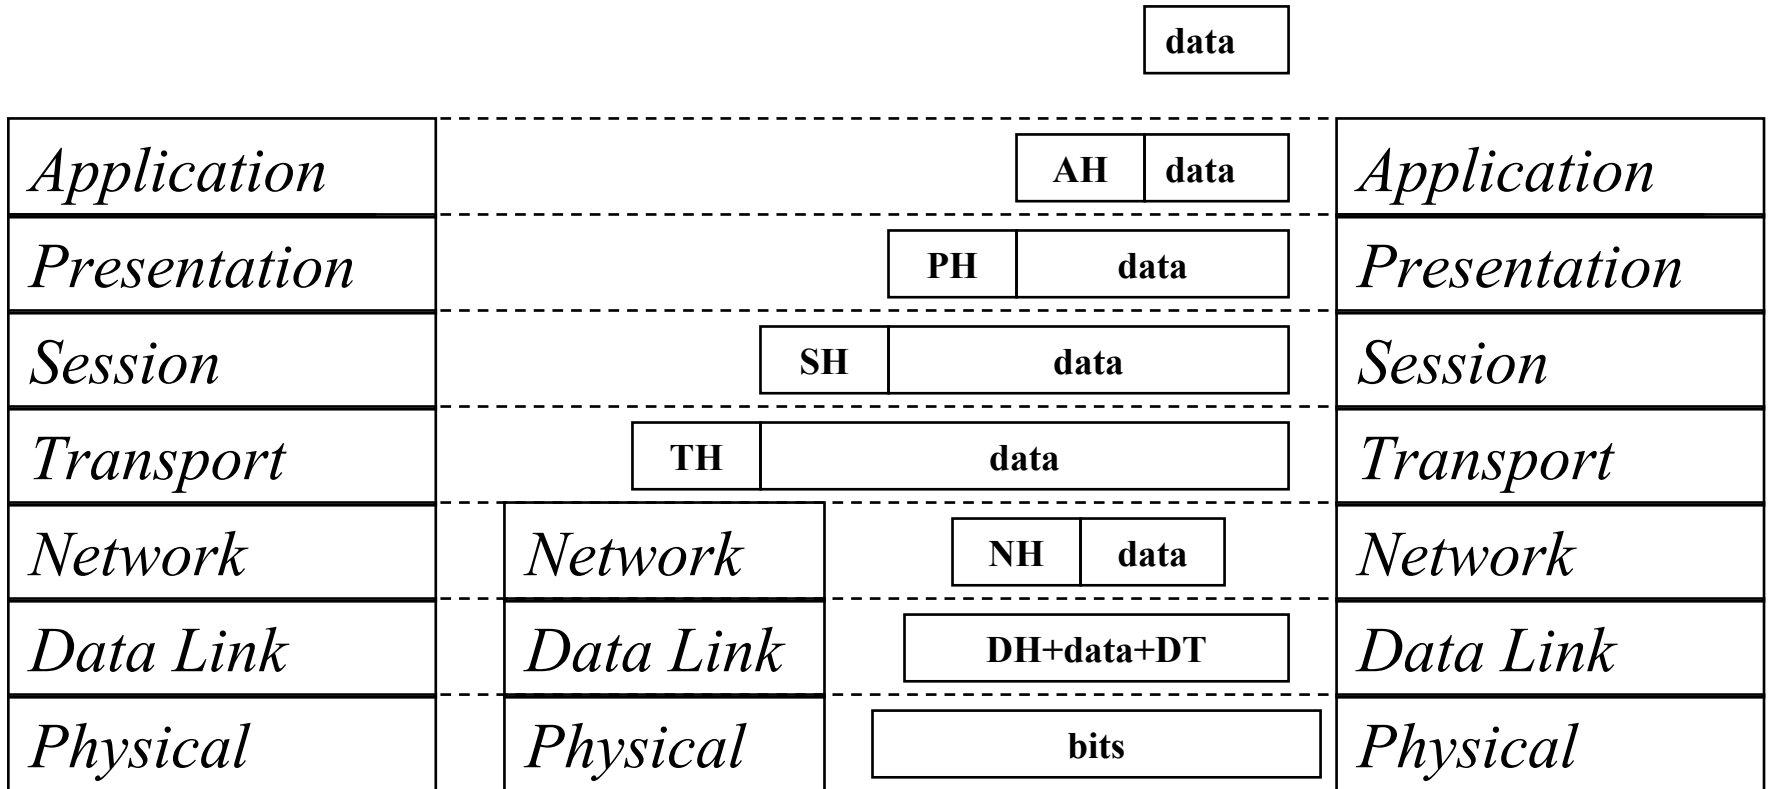 data
Application AH data Application
Presentation PH data Presentation
Session SH data Session
Transport TH data Transport
Network Network NH data Network
Data Link Data Link DH+data+DT Data Link
Physical Physical bits Physical